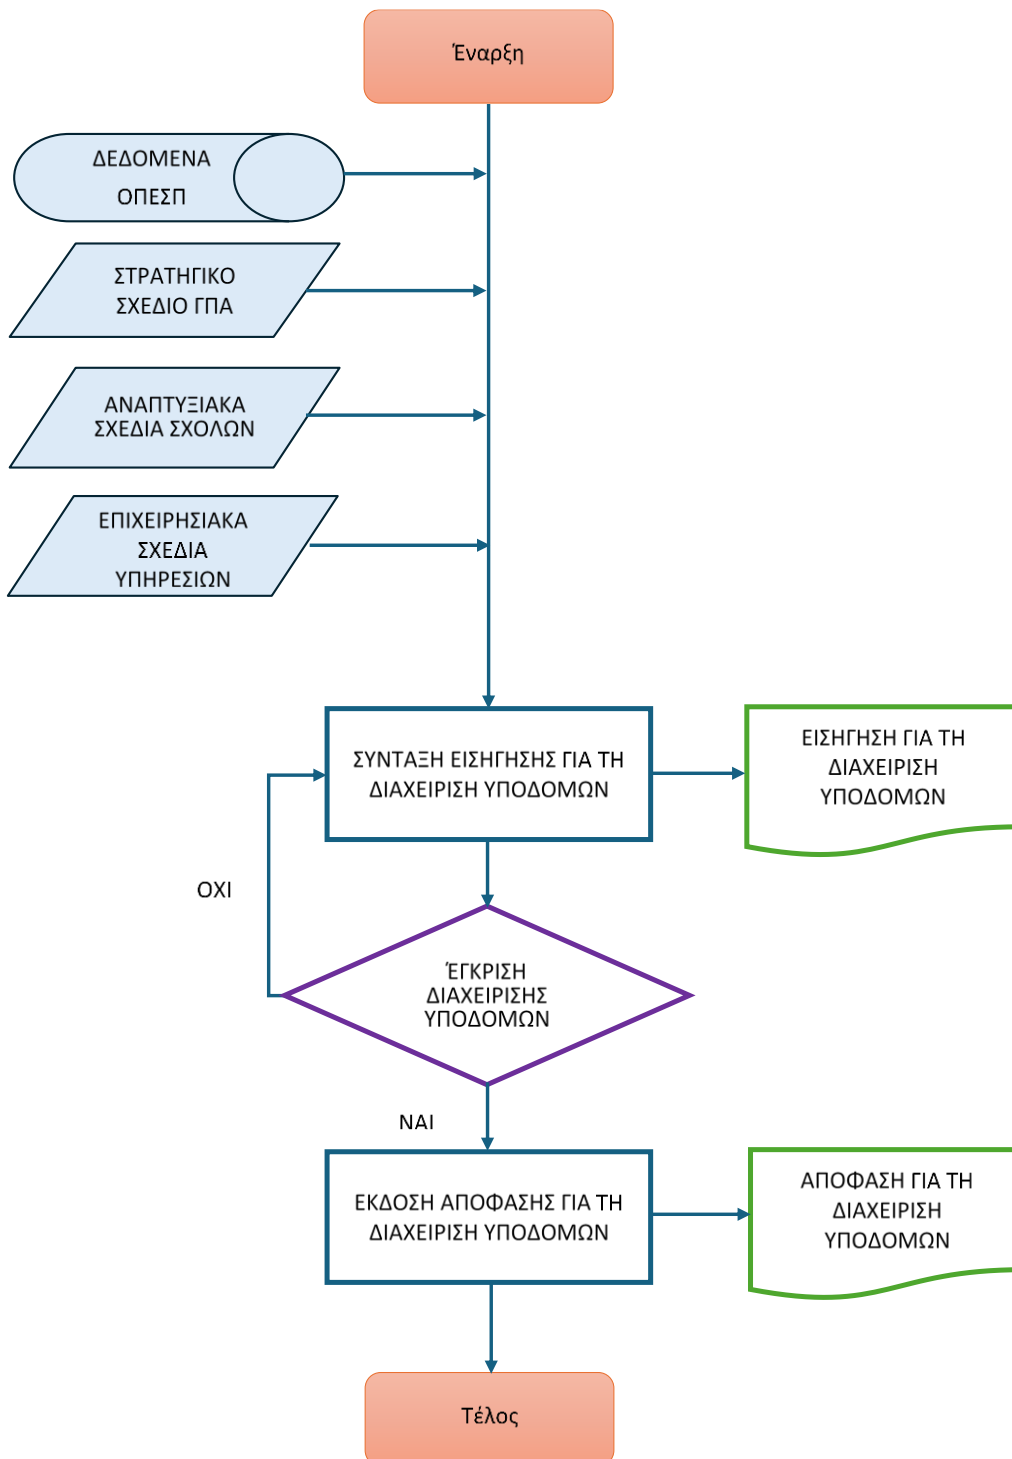 Έναρξη
ΔΕΔΟΜΕΝΑ
ΟΠΕΣΠ
ΣΤΡΑΤΗΓΙΚΟ
ΣΧΕΔΙΟ ΓΠΑ
ΑΝΑΠΤΥΞΙΑΚΑ
ΣΧΕΔΙΑ ΣΧΟΛΩΝ
ΕΠΙΧΕΙΡΗΣΙΑΚΑ
ΣΧΕΔΙΑ
ΥΠΗΡΕΣΙΩΝ
ΣΥΝΤΑΞΗ ΕΙΣΗΓΗΣΗΣ ΓΙΑ ΤΗ
ΔΙΑΧΕΙΡΙΣΗ ΥΠΟΔΟΜΩΝ
ΕΙΣΗΓΗΣΗ ΓΙΑ ΤΗ
ΔΙΑΧΕΙΡΙΣΗ
ΥΠΟΔΟΜΩΝ
ΟΧΙ
ΈΓΚΡΙΣΗ
ΔΙΑΧΕΙΡΙΣΗΣ
ΥΠΟΔΟΜΩΝ
ΝΑΙ
ΕΚΔΟΣΗ ΑΠΟΦΑΣΗΣ ΓΙΑ ΤΗ
ΔΙΑΧΕΙΡΙΣΗ ΥΠΟΔΟΜΩΝ
ΑΠΟΦΑΣΗ ΓΙΑ ΤΗ
ΔΙΑΧΕΙΡΙΣΗ
ΥΠΟΔΟΜΩΝ
Τέλος